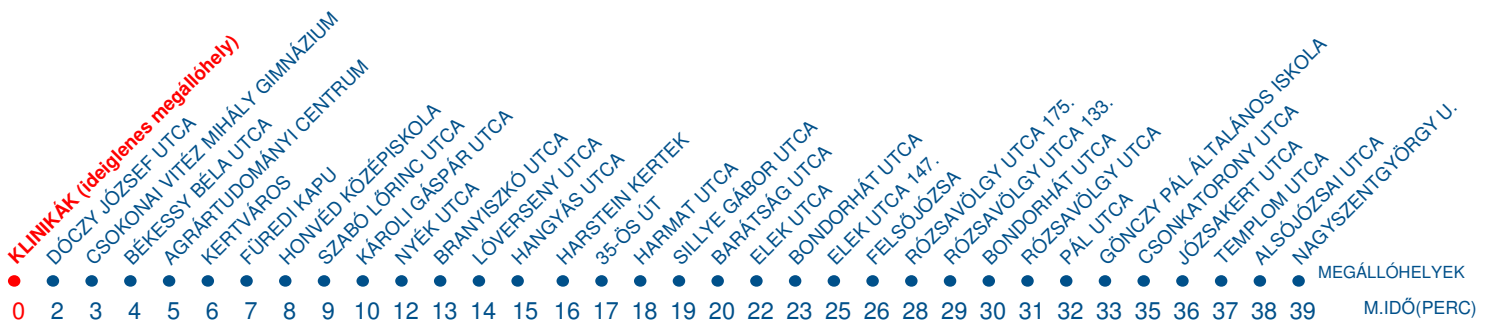 KLINIKÁK (ideiglenes megállóhely)
DÓCZY JÓZSEF UTCA
CSOKONAI VITÉZ MIHÁLY GIMNÁZIUM
BÉKESSY BÉLA UTCA
AGRÁRTUDOMÁNYI CENTRUM
KERTVÁROS
FÜREDI KAPU
HONVÉD KÖZÉPISKOLA
SZABÓ LŐRINC UTCA
KÁROLI GÁSPÁR UTCA
NYÉK UTCA
BRANYISZKÓ UTCA
LÓVERSENY UTCA
HANGYÁS UTCA
HARSTEIN KERTEK
35-ÖS ÚT
HARMAT UTCA
SILLYE GÁBOR UTCA
BARÁTSÁG UTCA
ELEK UTCA
BONDORHÁT UTCA
ELEK UTCA 147.
FELSŐJÓZSA
RÓZSAVÖLGY UTCA 175.
RÓZSAVÖLGY UTCA 133.
BONDORHÁT UTCA
RÓZSAVÖLGY UTCA
PÁL UTCA
GÖNCZY PÁL ÁLTALÁNOS ISKOLA
CSONKATORONY UTCA
JÓZSAKERT UTCA
TEMPLOM UTCA
ALSÓJÓZSAI UTCA
NAGYSZENTGYÖRGY U.
MEGÁLLÓHELYEK
0 2 3 4 5 6 7 8 9 10 12 13 14 15 16 17 18 19 20 22 23 25 26 28 29 30 31 32 33 35 36 37 38 39 M.IDŐ(PERC)